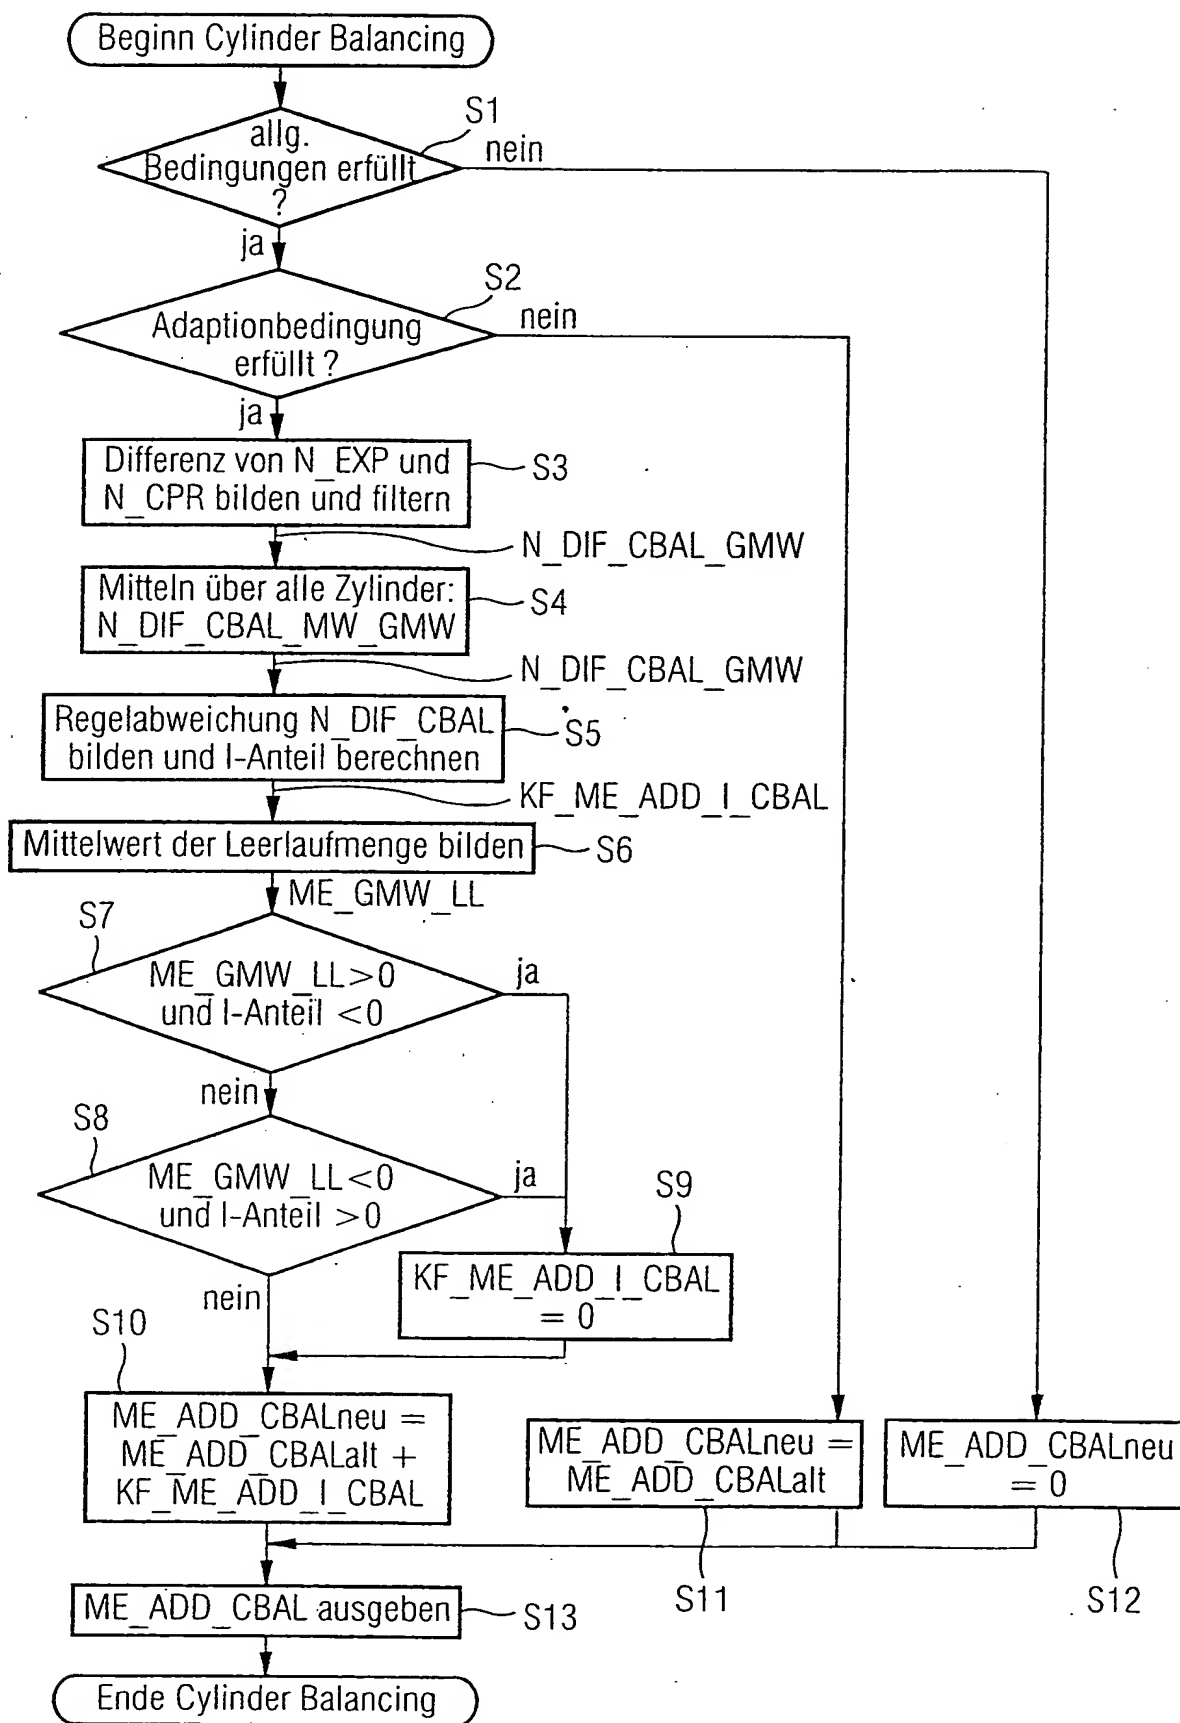 Beginn Cylinder Balancing
S1
allg.
Bedingungen erfüllt
?
nein
ja
S2
Adaptionbedingung
erfüllt ?
nein
ja
Differenz von N_EXP und
N_CPR bilden und filtern
S3
N_DIF_CBAL_GMW
Mitteln über alle Zylinder:
N_DIF_CBAL_MW_GMW
S4
N_DIF_CBAL_GMW
Regelabweichung N_DIF_CBAL
bilden und I-Anteil berechnen
S5
KF_ME_ADD_I_CBAL
Mittelwert der Leerlaufmenge bilden
S6
ME_GMW_LL
S7
ME_GMW_LL>0
und I-Anteil <0
ja
nein
S8
ME_GMW_LL<0
und I-Anteil >0
ja
nein
S9
KF_ME_ADD_I_CBAL
= 0
S10
ME_ADD_CBALneu =
ME_ADD_CBALalt +
KF_ME_ADD_I_CBAL
ME_ADD_CBALneu =
ME_ADD_CBALalt
S11
ME_ADD_CBALneu
= 0
S12
ME_ADD_CBAL ausgeben
S13
Ende Cylinder Balancing